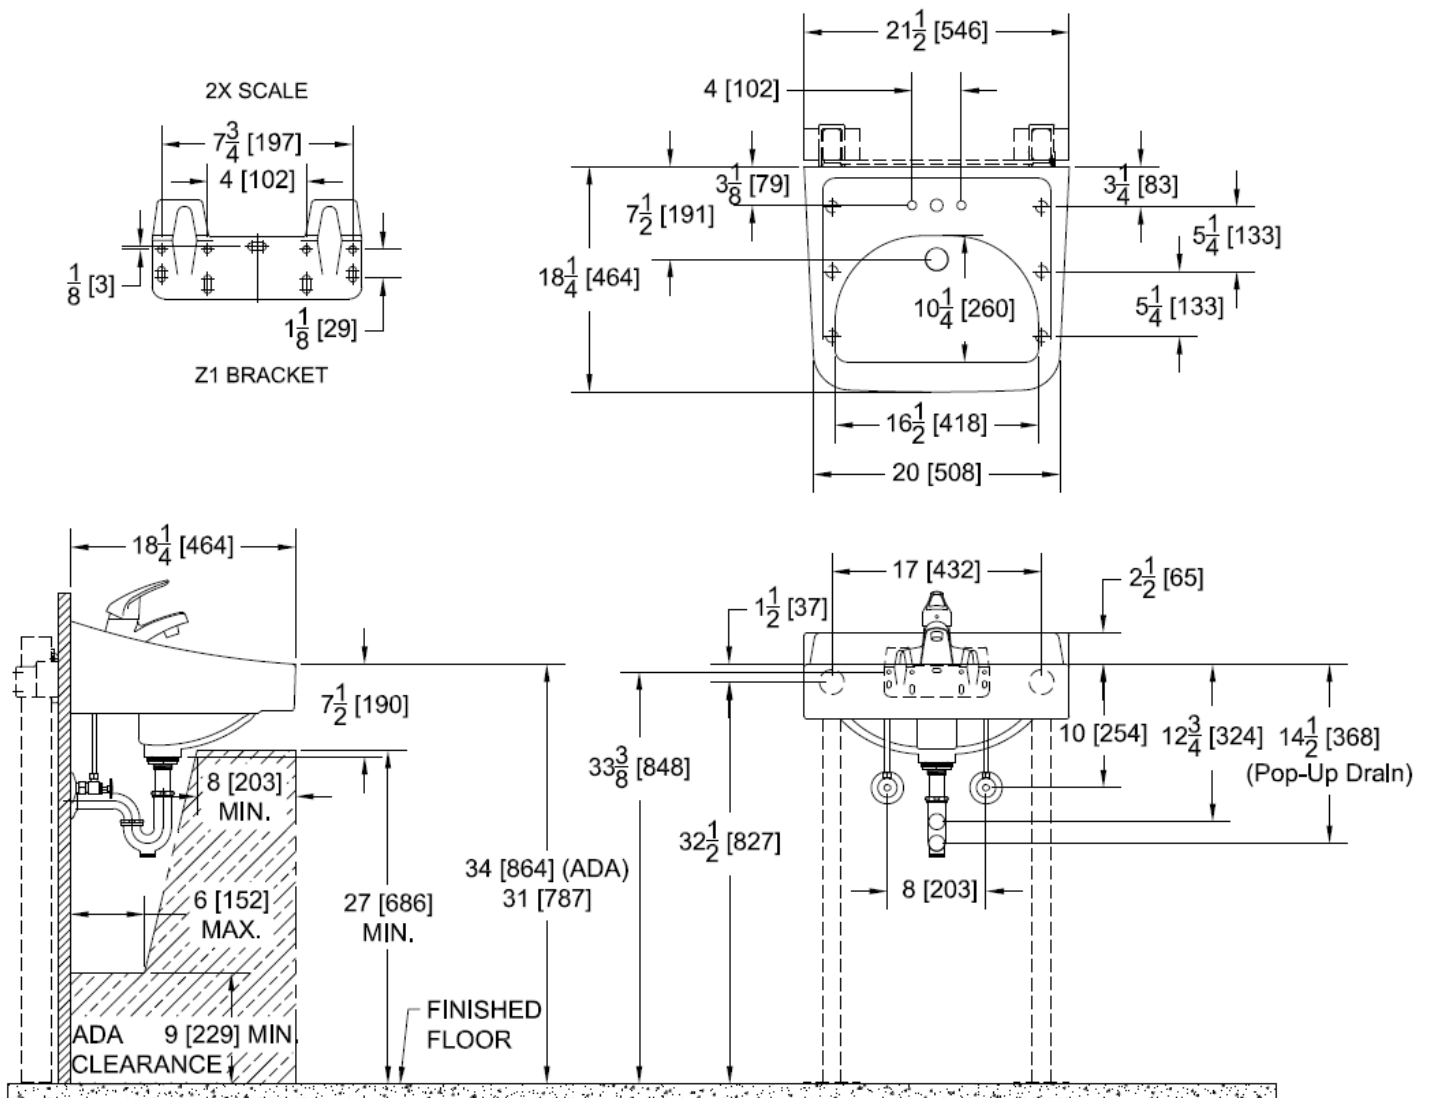 2X SCALE
7 3/4 [197]
4 [102]
1/8 [3]
1 1/8 [29]
Z1 BRACKET
21 1/2 [546]
4 [102]
3 1/8 [79]
3 1/4 [83]
7 1/2 [191]
5 1/4 [133]
18 1/4 [464]
10 1/4 [260]
5 1/4 [133]
16 1/2 [418]
20 [508]
18 1/4 [464]
7 1/2 [190]
8 [203]
MIN.
6 [152]
MAX.
27 [686]
MIN.
34 [864] (ADA)
31 [787]
ADA 9 [229] MIN.
CLEARANCE
FINISHED
FLOOR
17 [432]
2 1/2 [65]
1 1/2 [37]
33 3/8 [848]
32 1/2 [827]
10 [254]
12 3/4 [324]
14 1/2 [368]
(Pop-Up Drain)
8 [203]